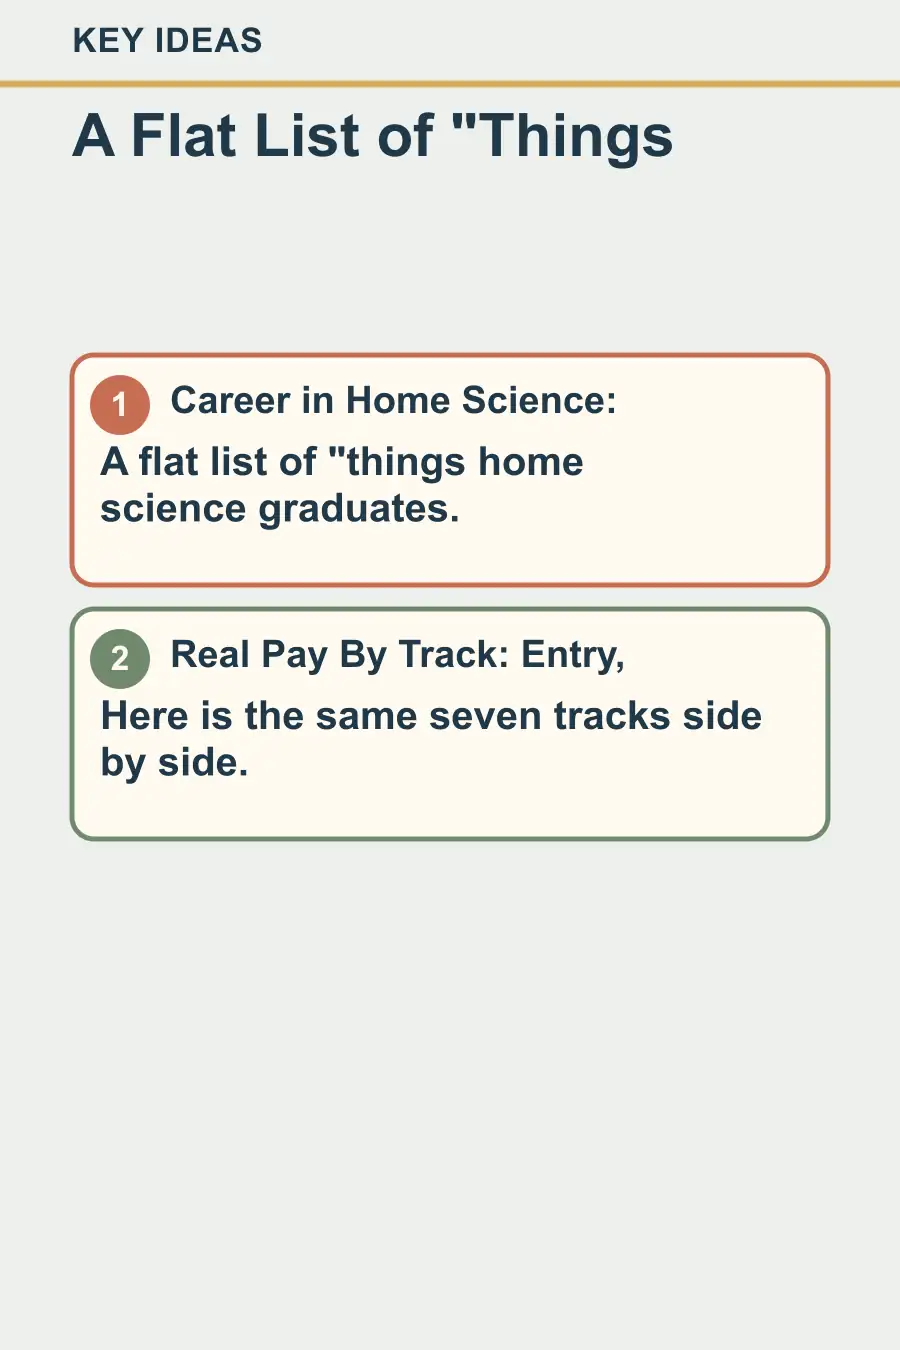 KEY IDEAS
A Flat List of "Things
1 Career in Home Science:
A flat list of "things home
science graduates.
2 Real Pay By Track: Entry,
Here is the same seven tracks side
by side.